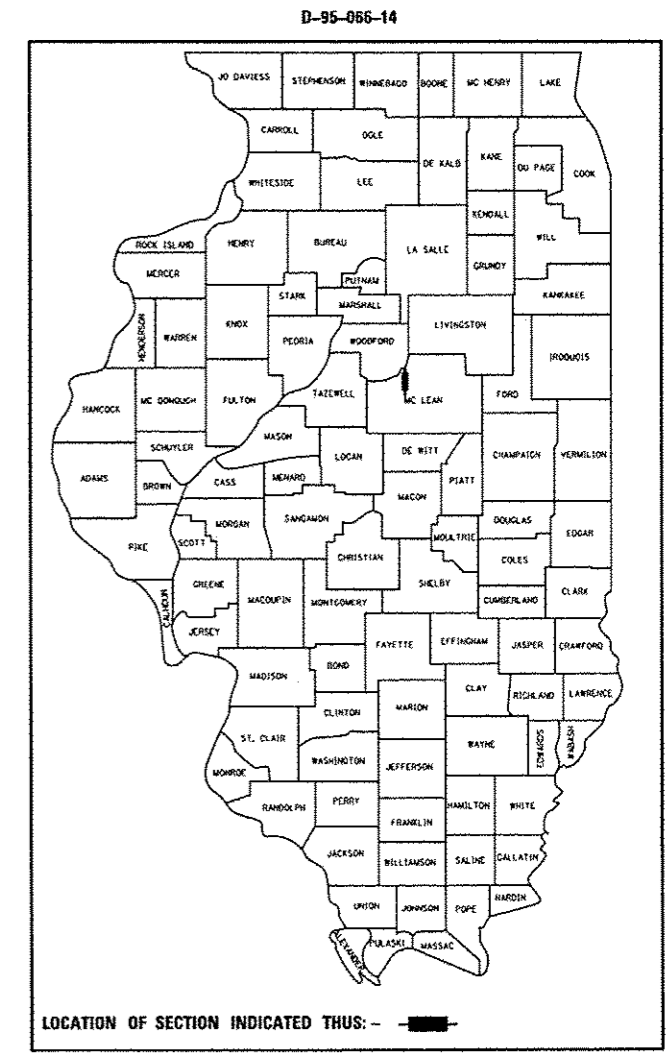 D-95-066-14
JO DAVIESS STEPHENSON WINNEBAGO BOONE MC HENRY LAKE
CARROLL OGLE DE KALB KANE DU PAGE COOK
WHITESIDE LEE
KENDALL WILL
ROCK ISLAND HENRY BUREAU LA SALLE GRUNDY
MERCER PUTNAM
STARK MARSHALL KANKAKEE
HENDERSON WARREN KNOX PEORIA WOODFORD LIVINGSTON IROQUOIS
HANCOCK MC DONOUGH FULTON TAZEWELL MC LEAN FORD
SCHUYLER MASON LOGAN DE WITT CHAMPAIGN VERMILION
ADAMS BROWN CASS MENARD MACON PIATT
PIKE SCOTT MORGAN SANGAMON CHRISTIAN MOULTRIE DOUGLAS EDGAR
COLES
CALHOUN GREENE MACOUPIN MONTGOMERY SHELBY CUMBERLAND CLARK
JERSEY FAYETTE EFFINGHAM JASPER CRAWFORD
MADISON BOND
CLAY RICHLAND LAWRENCE
CLINTON MARION
ST. CLAIR WAYNE EDWARDS WABASH
MONROE WASHINGTON JEFFERSON
RANDOLPH PERRY FRANKLIN HAMILTON WHITE
JACKSON WILLIAMSON SALINE GALLATIN
UNION JOHNSON POPE HARDIN
ALEXANDER PULASKI MASSAC
LOCATION OF SECTION INDICATED THUS: -